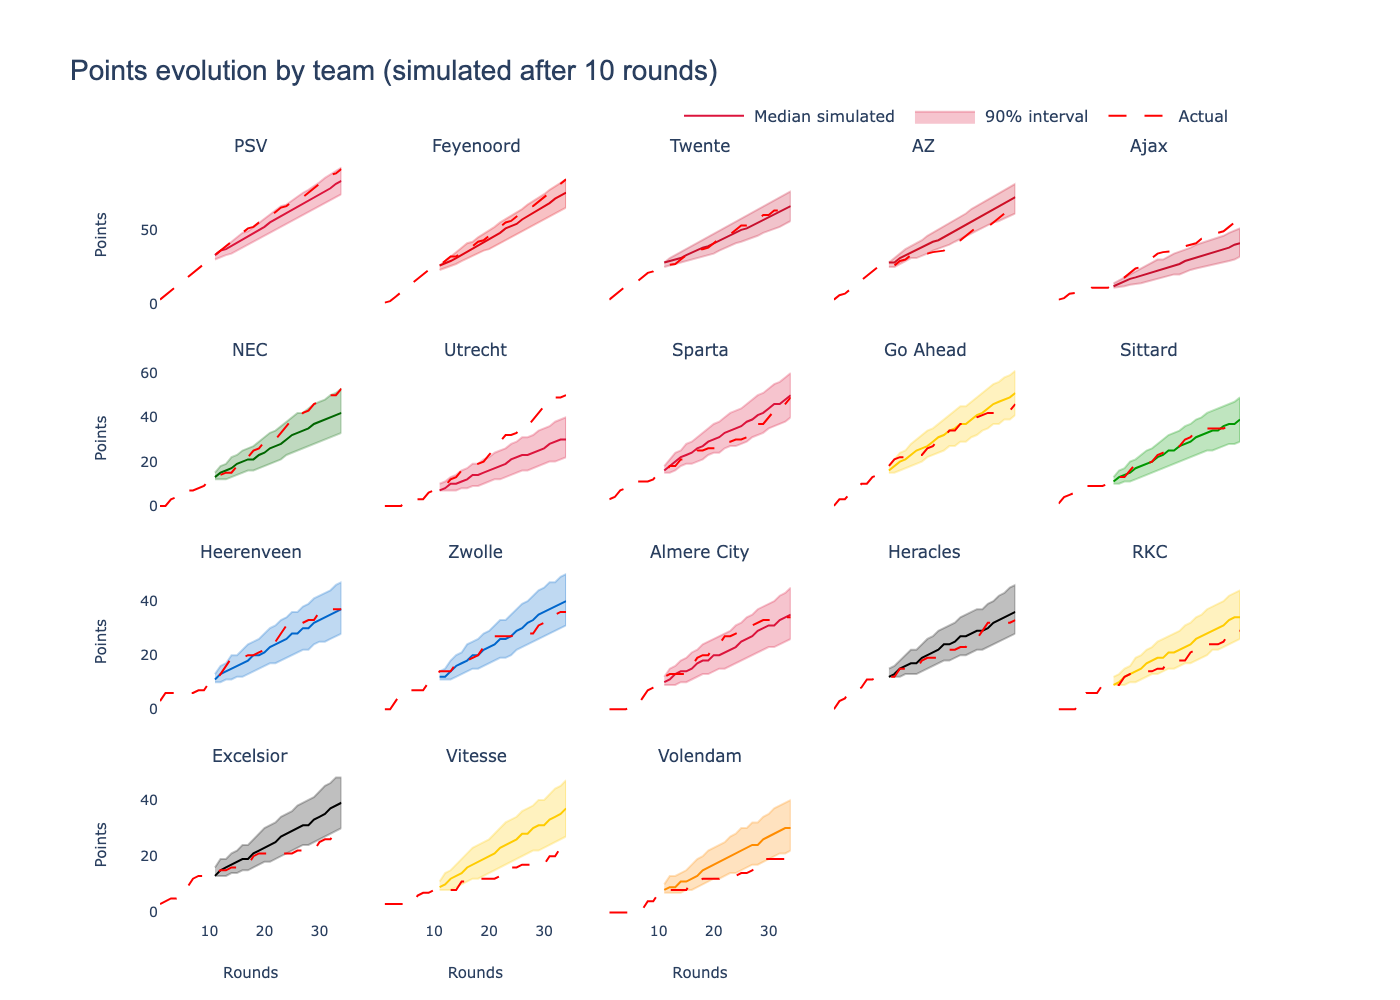 Points evolution by team (simulated after 10 rounds)
Median simulated 90% interval Actual
PSV Feyenoord Twente AZ Ajax
Points
50
0
NEC Utrecht Sparta Go Ahead Sittard
Points
60
40
20
0
Heerenveen Zwolle Almere City Heracles RKC
Points
40
20
0
Excelsior Vitesse Volendam
Points
40
20
0
10 20 30 10 20 30 10 20 30
Rounds Rounds Rounds